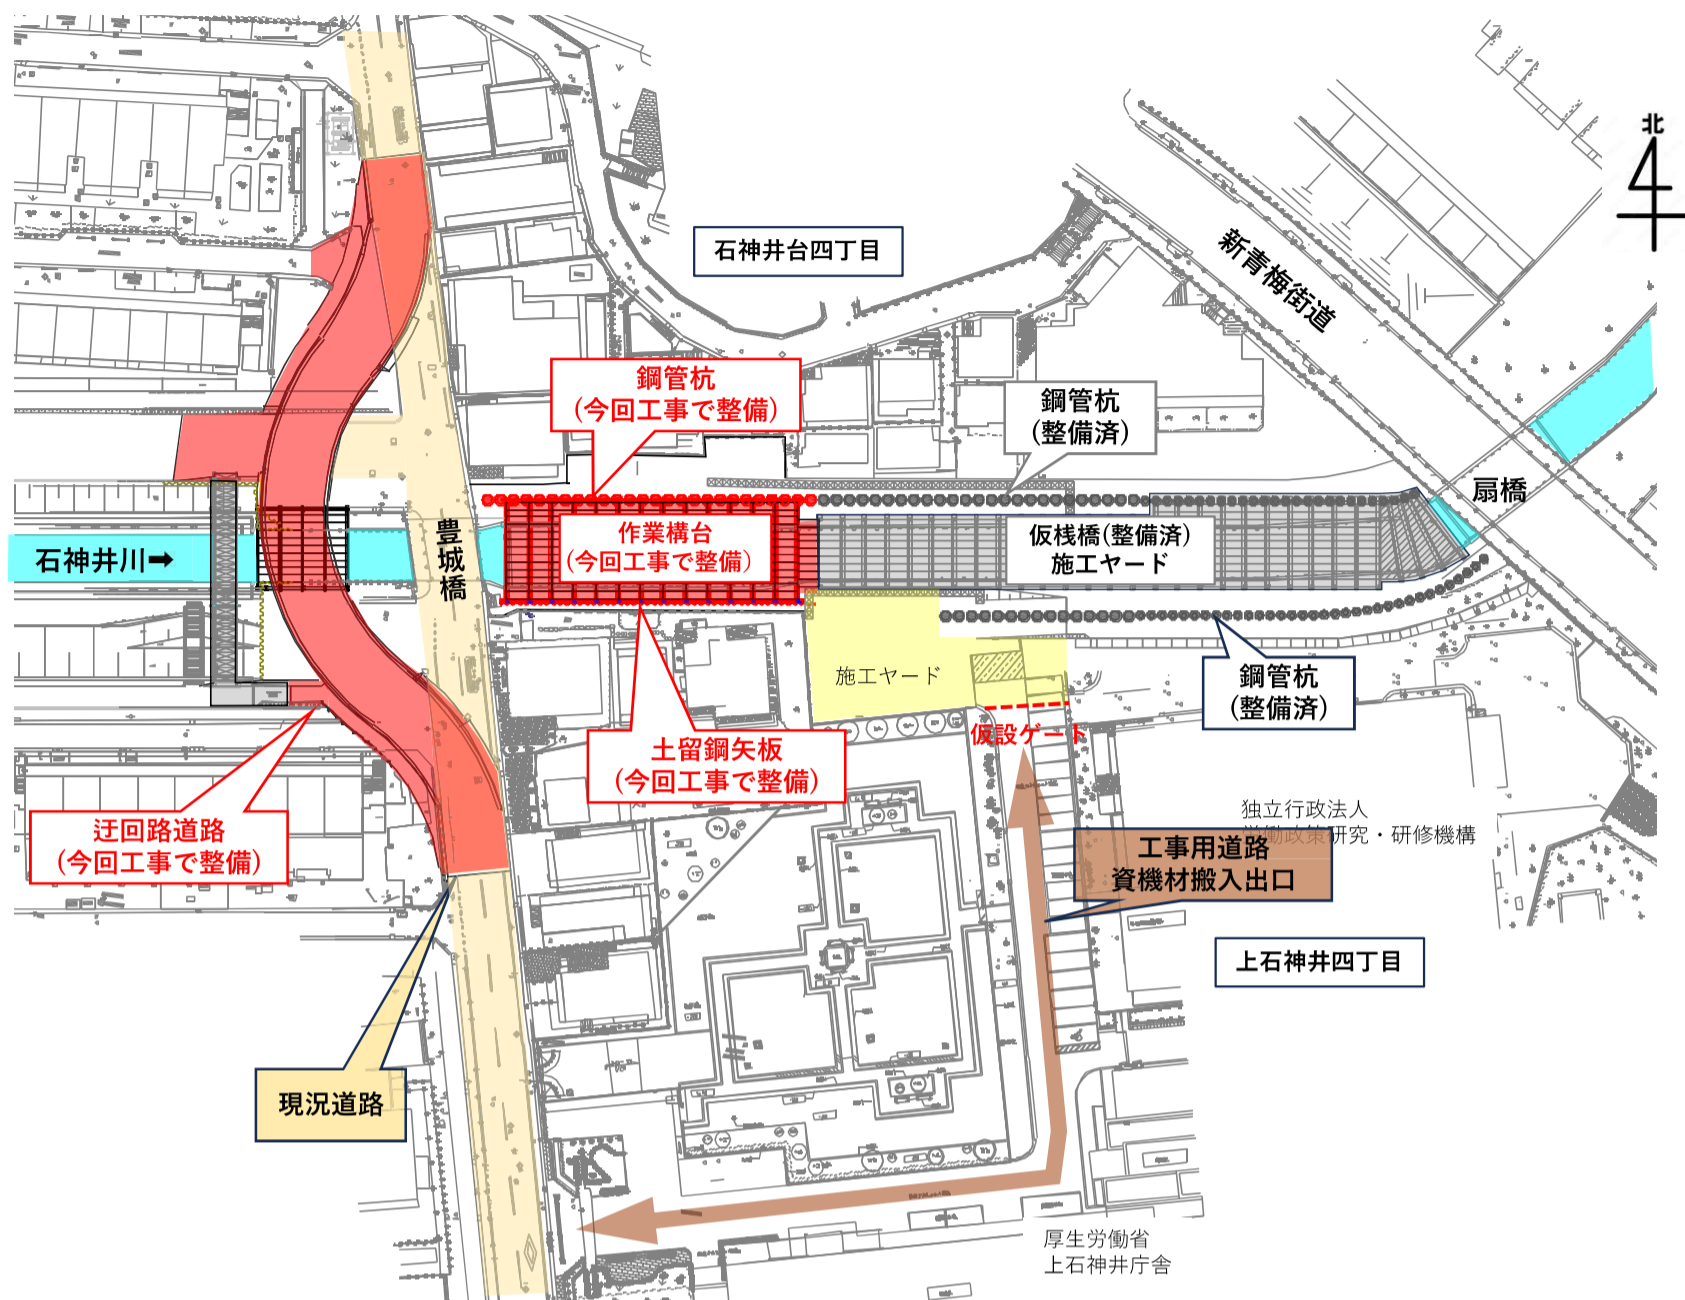 北
石神井台四丁目
新青梅街道
鋼管杭
(今回工事で整備)
鋼管杭
(整備済)
扇橋
作業構台
(今回工事で整備)
仮桟橋(整備済)
施工ヤード
石神井川➡
豊城橋
施工ヤード
鋼管杭
(整備済)
仮設ゲート
土留鋼矢板
(今回工事で整備)
迂回路道路
(今回工事で整備)
独立行政法人
労働政策研究・研修機構
工事用道路
資機材搬入出口
上石神井四丁目
現況道路
厚生労働省
上石神井庁舎